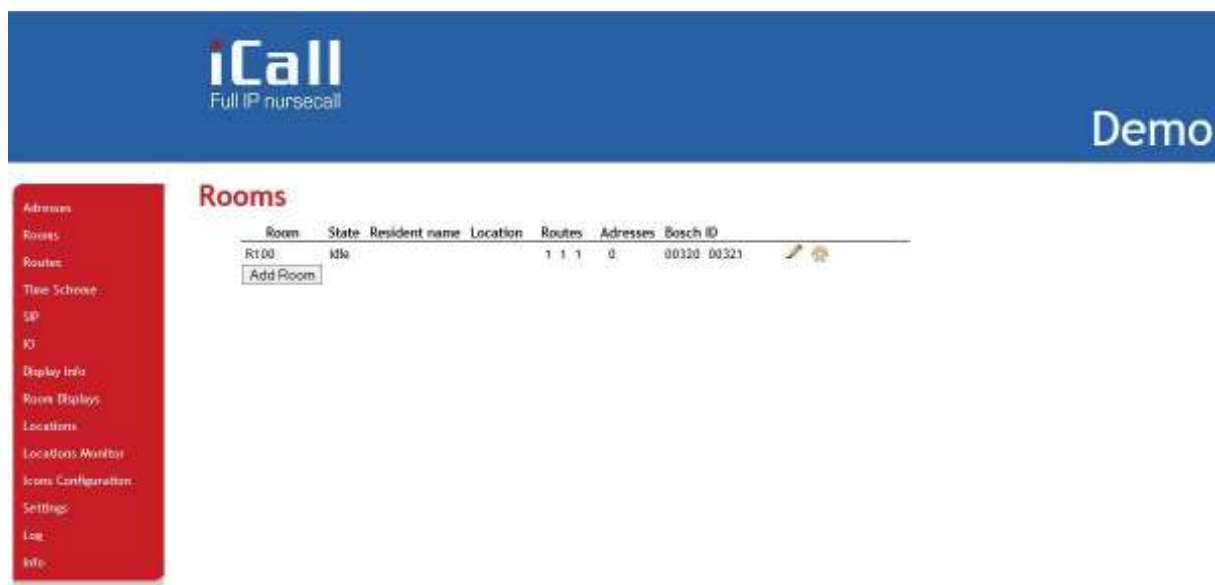 iCall
Full IP nursecall
Demo
Adresses
Rooms
Routes
Time Scheme
SIP
IO
Display Info
Room Displays
Locations
Locations Monitor
Icons Configuration
Settings
Log
Info
Rooms
Room State Resident name Location Routes Adresses Bosch ID
R100 Idle 1 1 1 0 00320 00321
Add Room